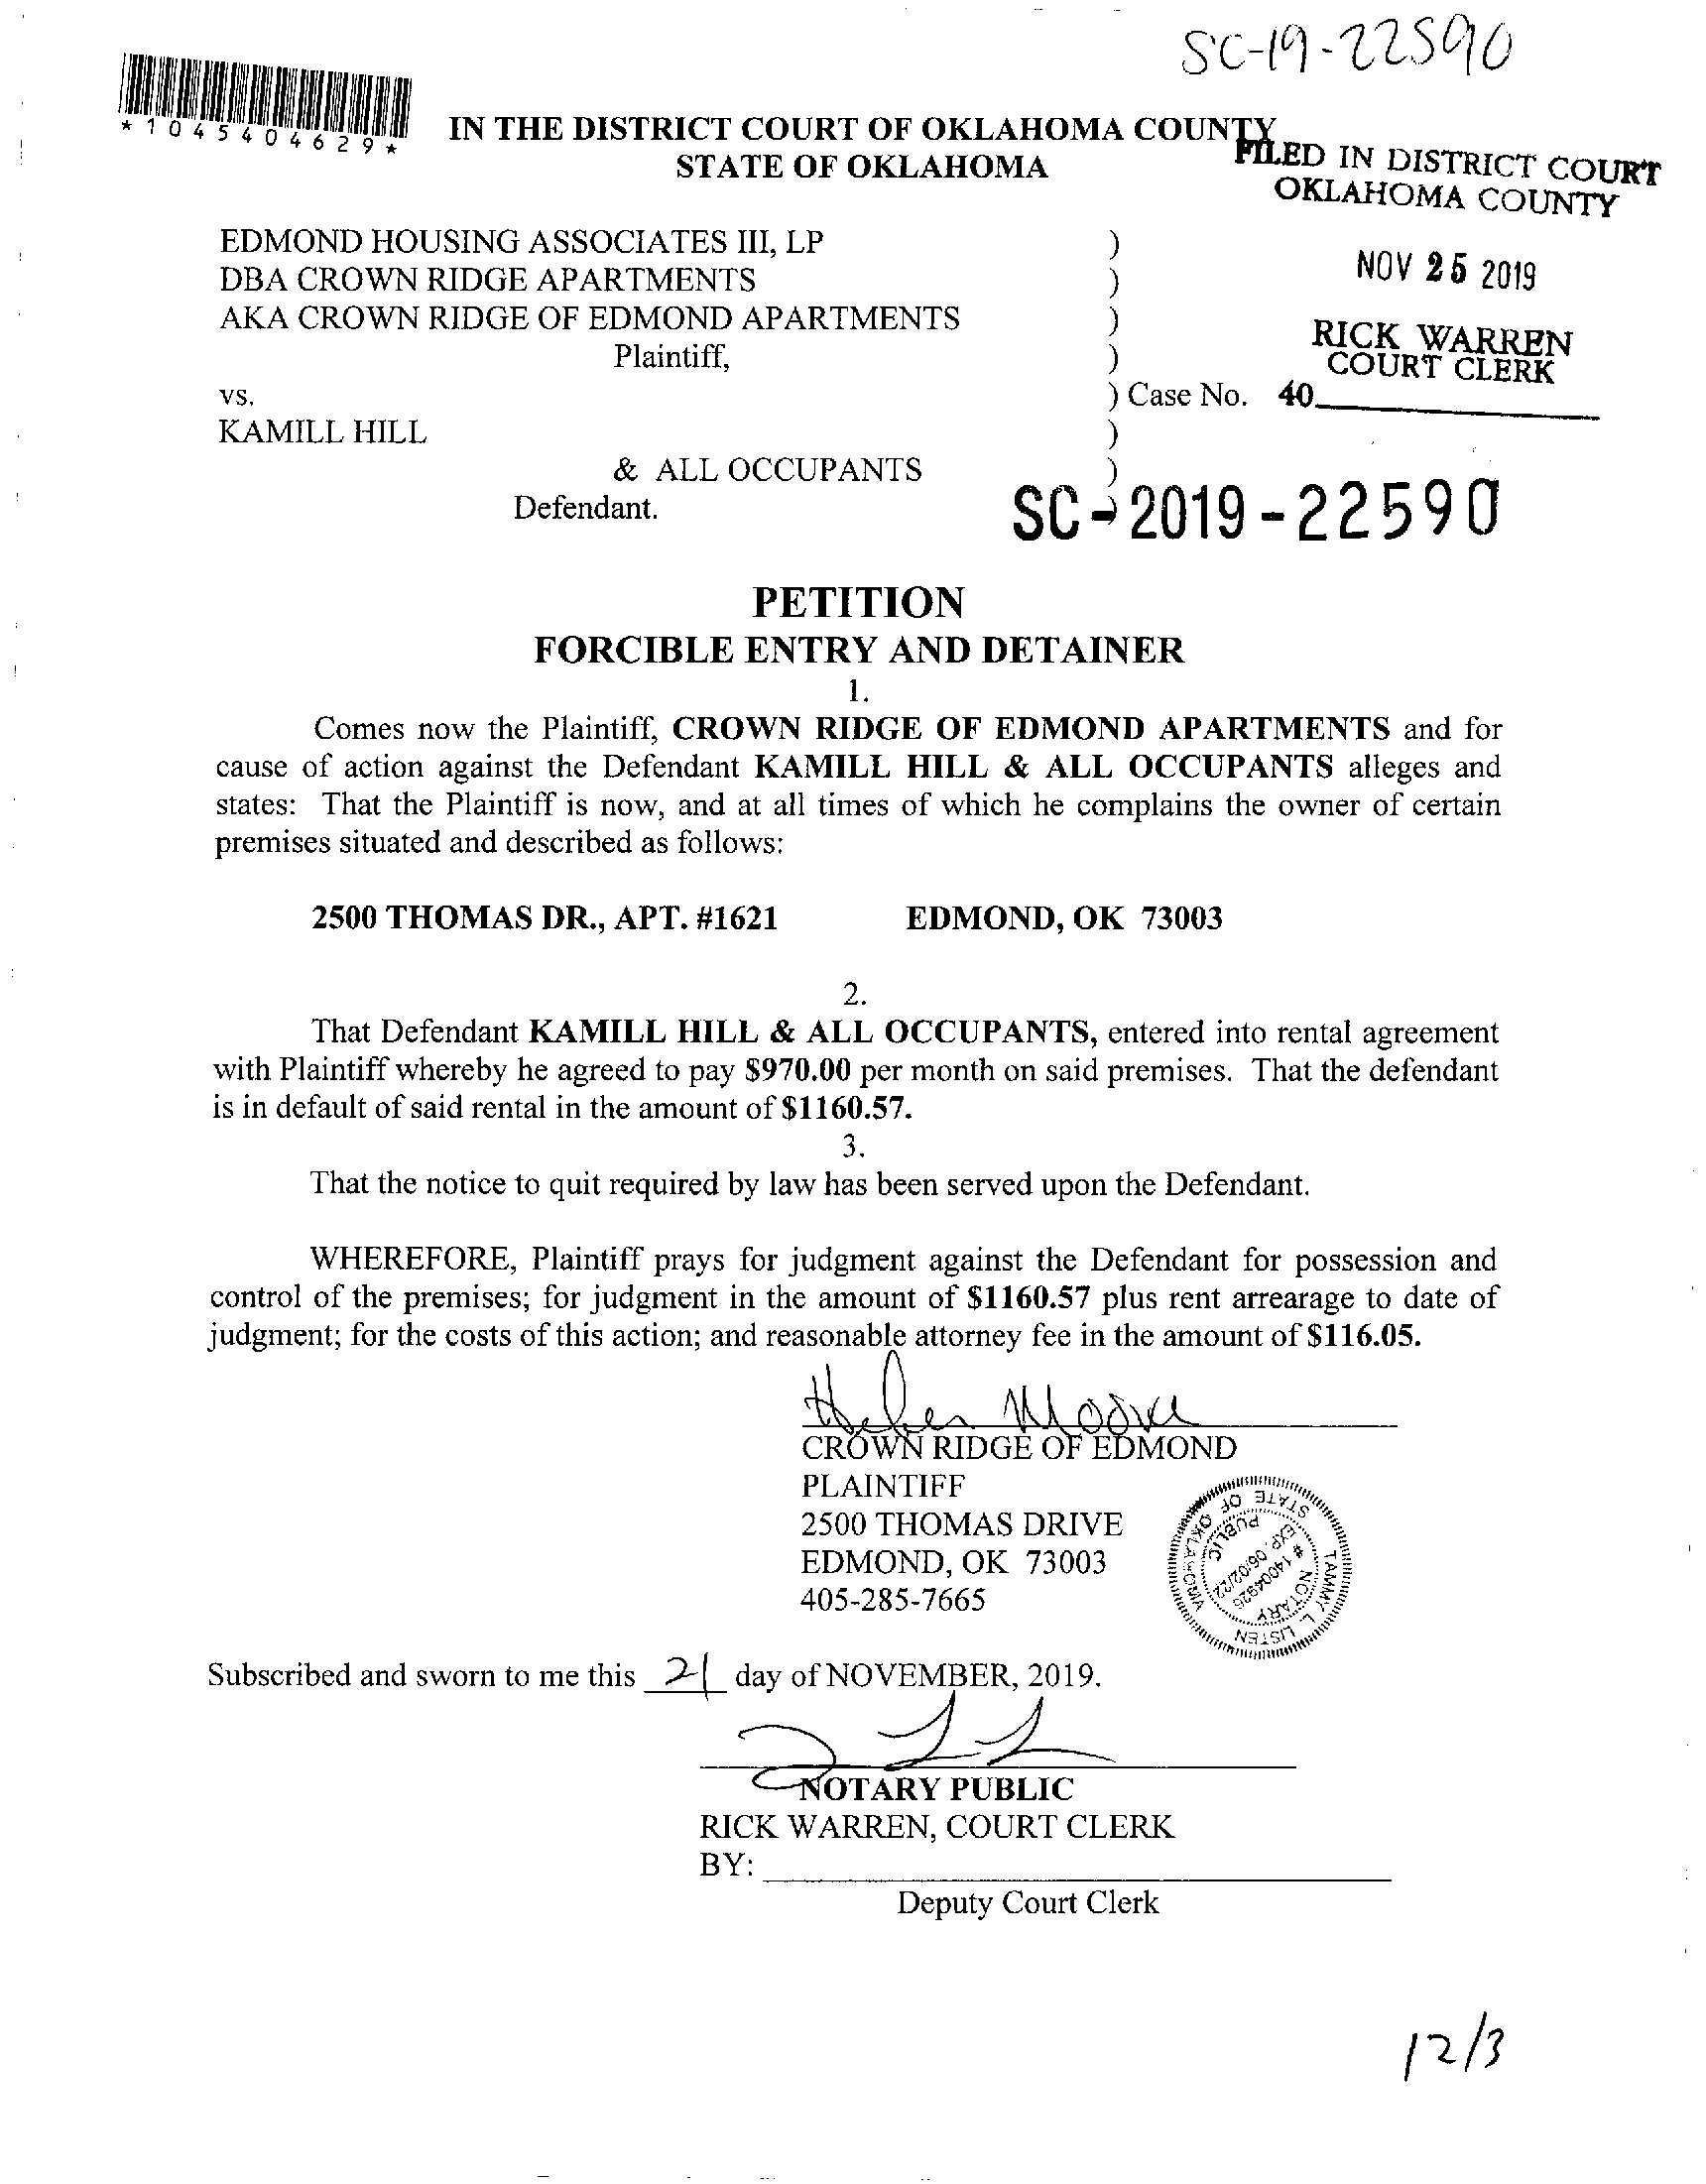 SC-19-22590
*1045404629*
IN THE DISTRICT COURT OF OKLAHOMA COUNTY
STATE OF OKLAHOMA
FILED IN DISTRICT COURT
OKLAHOMA COUNTY
NOV 25 2019
RICK WARREN
COURT CLERK
40
EDMOND HOUSING ASSOCIATES III, LP )
DBA CROWN RIDGE APARTMENTS )
AKA CROWN RIDGE OF EDMOND APARTMENTS )
Plaintiff, )
vs. ) Case No.
KAMILL HILL )
& ALL OCCUPANTS )
Defendant. )
SC-2019-22590
PETITION
FORCIBLE ENTRY AND DETAINER
1.
Comes now the Plaintiff, CROWN RIDGE OF EDMOND APARTMENTS and for
cause of action against the Defendant KAMILL HILL & ALL OCCUPANTS alleges and
states: That the Plaintiff is now, and at all times of which he complains the owner of certain
premises situated and described as follows:
2500 THOMAS DR., APT. #1621 EDMOND, OK 73003
2.
That Defendant KAMILL HILL & ALL OCCUPANTS, entered into rental agreement
with Plaintiff whereby he agreed to pay $970.00 per month on said premises. That the defendant
is in default of said rental in the amount of $1160.57.
3.
That the notice to quit required by law has been served upon the Defendant.
WHEREFORE, Plaintiff prays for judgment against the Defendant for possession and
control of the premises; for judgment in the amount of $1160.57 plus rent arrearage to date of
judgment; for the costs of this action; and reasonable attorney fee in the amount of $116.05.
Helen Moore
CROWN RIDGE OF EDMOND
PLAINTIFF
2500 THOMAS DRIVE
EDMOND, OK 73003
405-285-7665
TAMMY L. LISTEN
STATE OF OKLAHOMA
NOTARY
PUBLIC
# 14004926
EXP. 06/02/22
Subscribed and sworn to me this 21 day of NOVEMBER, 2019.
NOTARY PUBLIC
RICK WARREN, COURT CLERK
BY:
Deputy Court Clerk
12/3